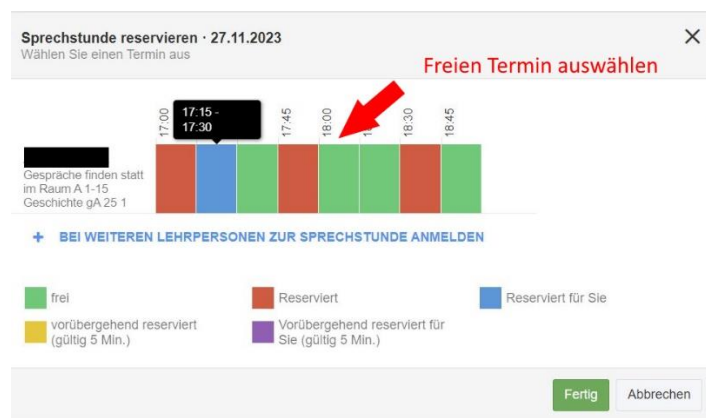 Sprechstunde reservieren · 27.11.2023
Wählen Sie einen Termin aus
Freien Termin auswählen
17:00
17:15 -
17:30
17:45
18:00
18:30
18:45
Gespräche finden statt
im Raum A 1-15
Geschichte gA 25 1
+ BEI WEITEREN LEHRPERSONEN ZUR SPRECHSTUNDE ANMELDEN
frei
Reserviert
Reserviert für Sie
vorübergehend reserviert
(gültig 5 Min.)
Vorübergehend reserviert für
Sie (gültig 5 Min.)
Fertig
Abbrechen